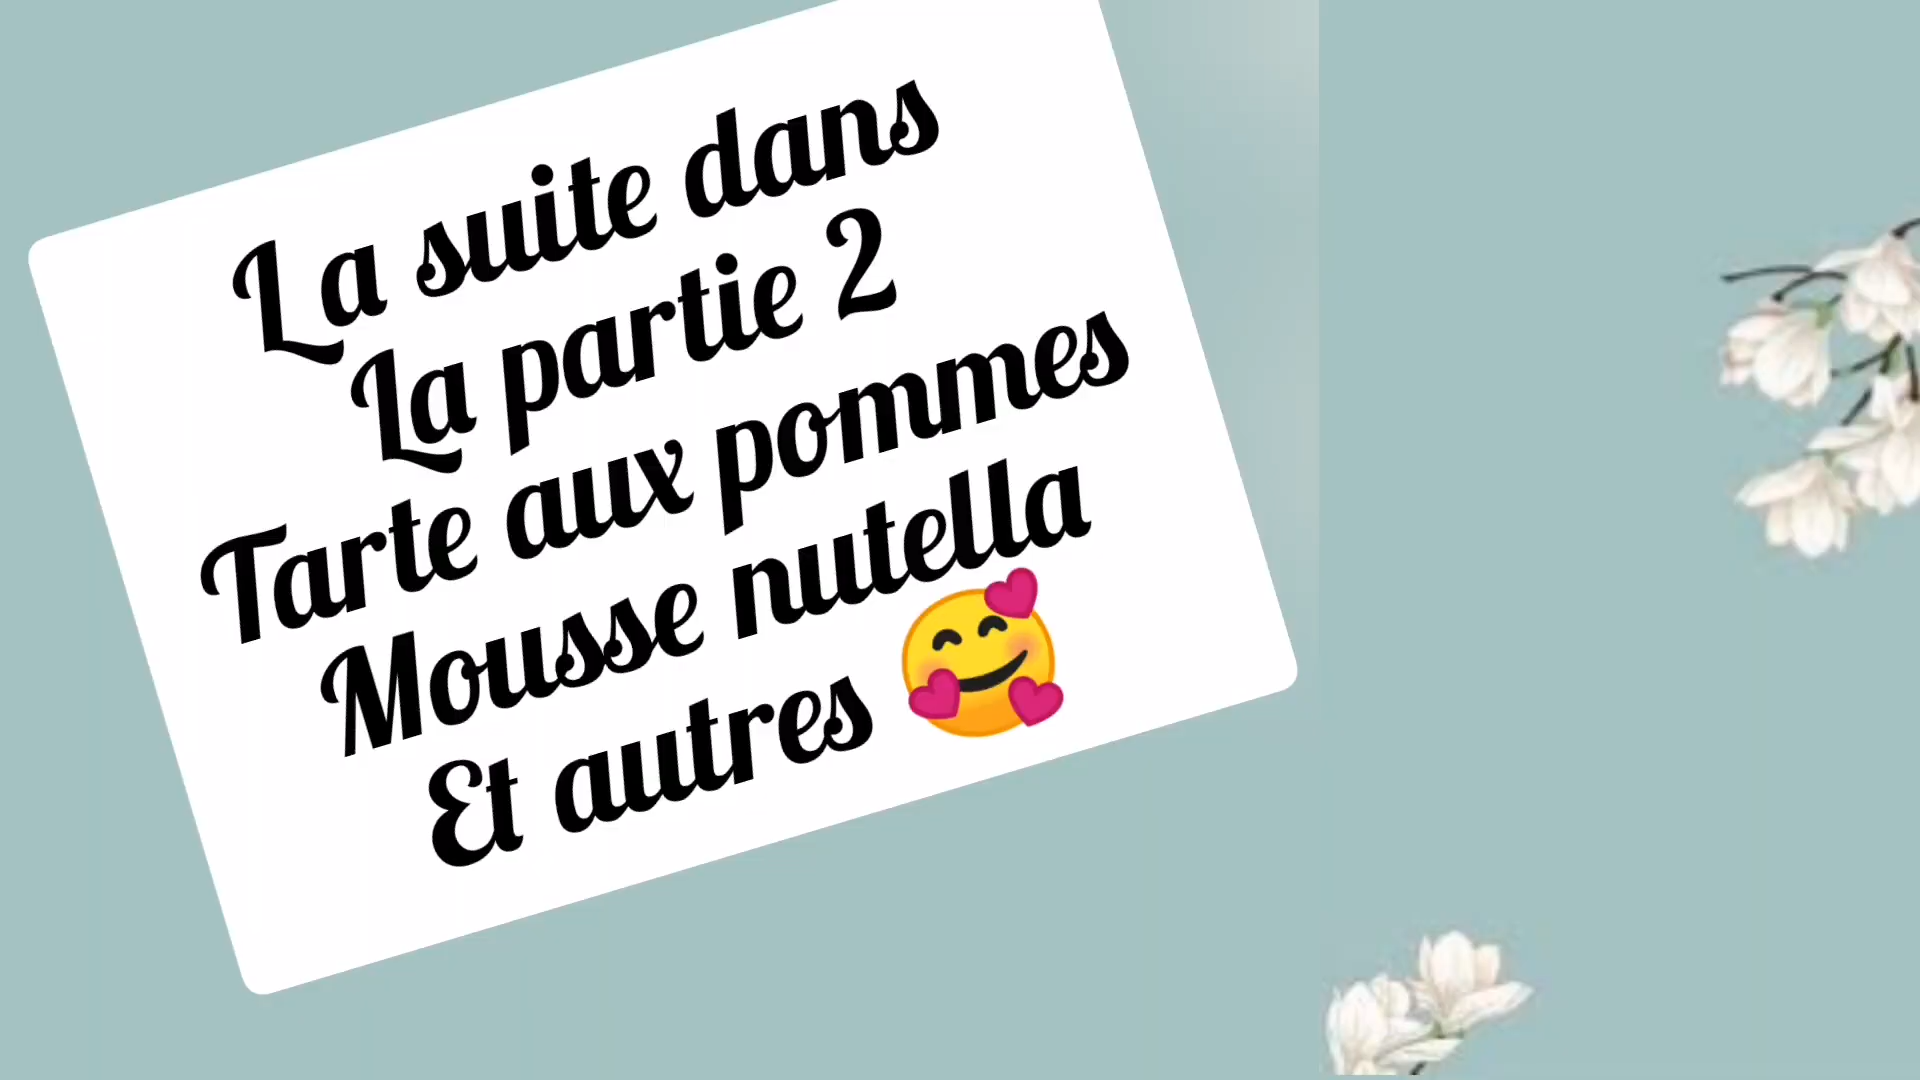 La suite dans
La partie 2
Tarte aux pommes
Mousse nutella
Et autres 🥰